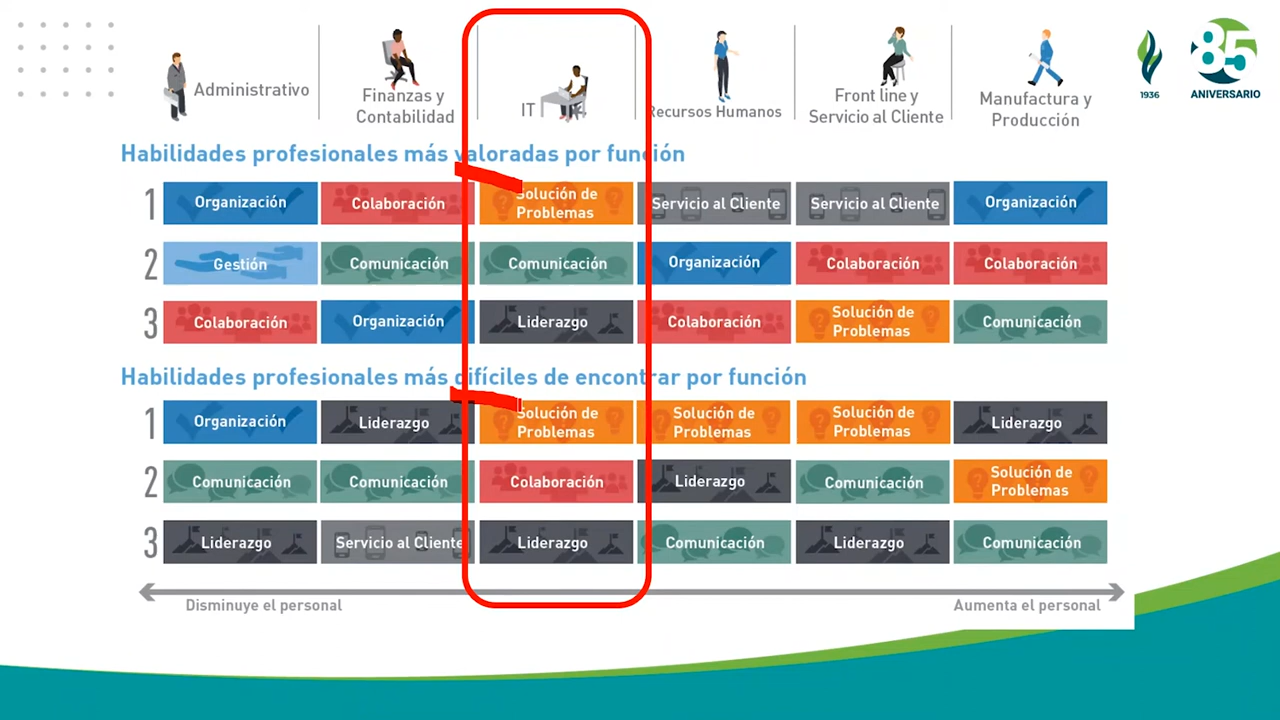 Administrativo
Finanzas y
Contabilidad
IT
Recursos Humanos
Front line y
Servicio al Cliente
Manufactura y
Producción
1936
85
ANIVERSARIO
Habilidades profesionales más valoradas por función
1
Organización
Colaboración
Solución de
Problemas
Servicio al Cliente
Servicio al Cliente
Organización
2
Gestión
Comunicación
Comunicación
Organización
Colaboración
Colaboración
3
Colaboración
Organización
Liderazgo
Colaboración
Solución de
Problemas
Comunicación
Habilidades profesionales más difíciles de encontrar por función
1
Organización
Liderazgo
Solución de
Problemas
Solución de
Problemas
Solución de
Problemas
Liderazgo
2
Comunicación
Comunicación
Colaboración
Liderazgo
Comunicación
Solución de
Problemas
3
Liderazgo
Servicio al Cliente
Liderazgo
Comunicación
Liderazgo
Comunicación
Disminuye el personal
Aumenta el personal